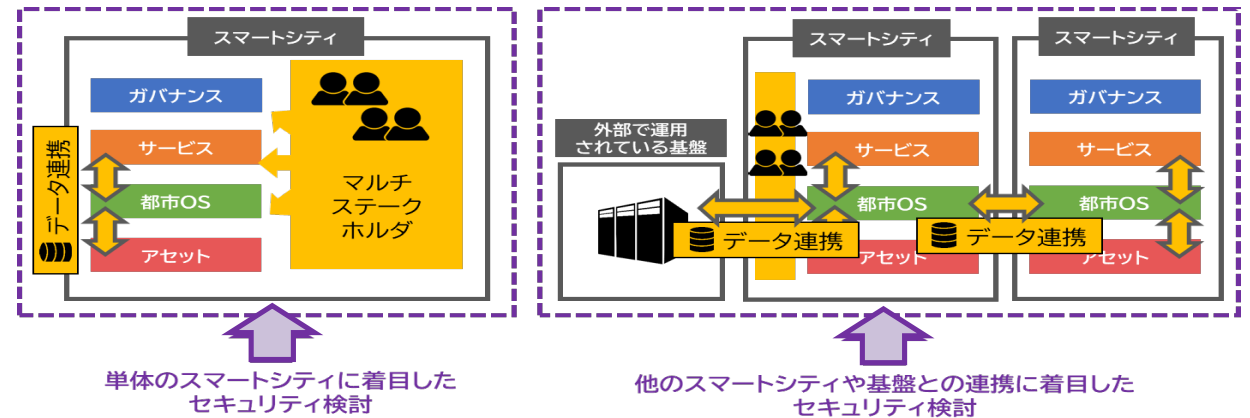 スマートシティ
ガバナンス
サービス
都市OS
アセット
データ連携
マルチ
ステーク
ホルダ
単体のスマートシティに着目した
セキュリティ検討
外部で運用
されている基盤
スマートシティ
ガバナンス
サービス
都市OS
データ連携
アセット
スマートシティ
ガバナンス
サービス
都市OS
データ連携
アセット
他のスマートシティや基盤との連携に着目した
セキュリティ検討